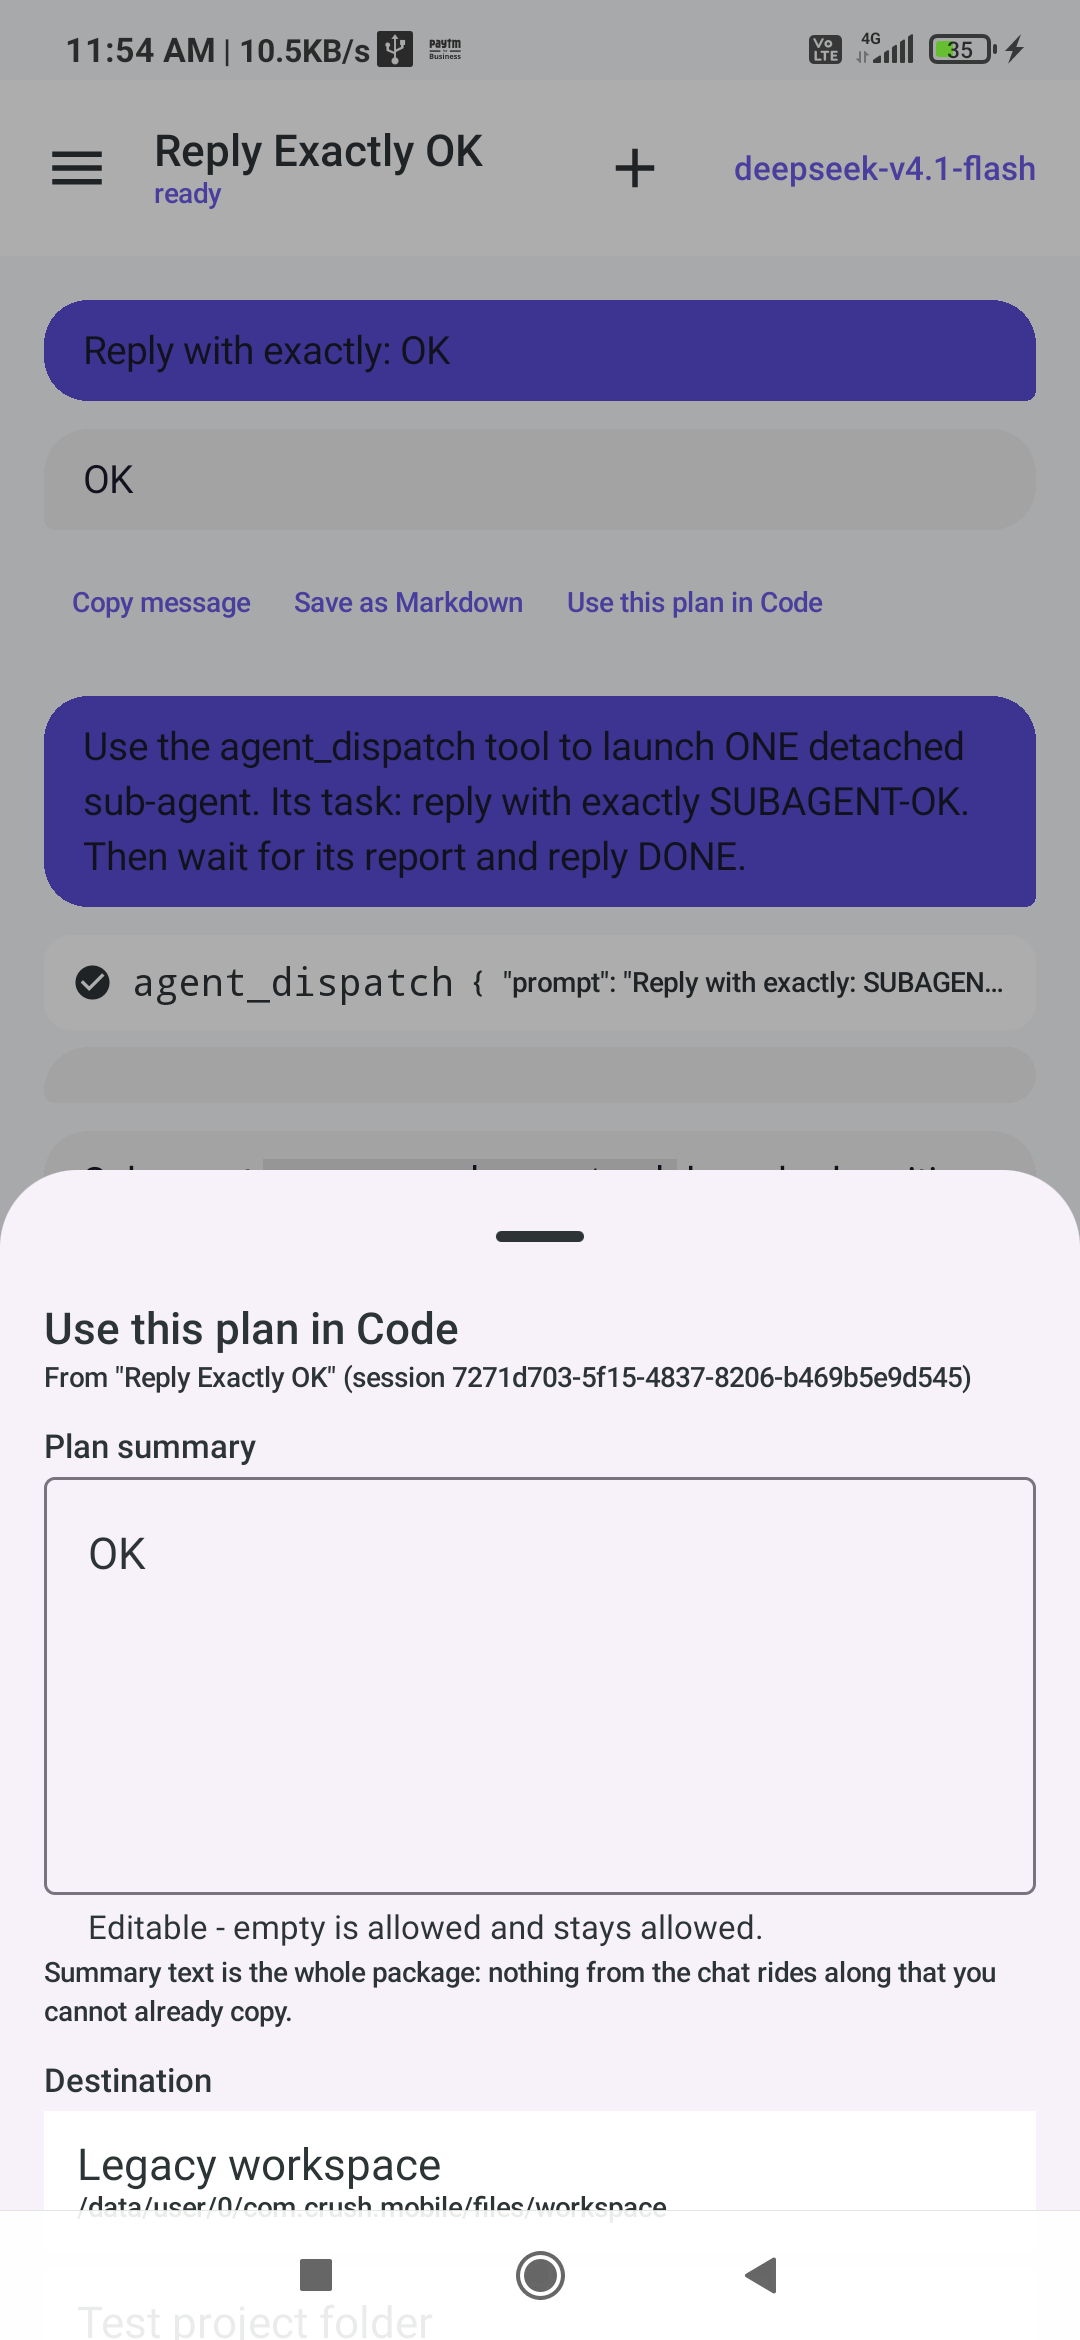 11:54 AM | 10.5KB/s Paytm Business Vo LTE 4G 35
Reply Exactly OK
ready
deepseek-v4.1-flash
Reply with exactly: OK
OK
Copy message Save as Markdown Use this plan in Code
Use the agent_dispatch tool to launch ONE detached
sub-agent. Its task: reply with exactly SUBAGENT-OK.
Then wait for its report and reply DONE.
agent_dispatch { "prompt": "Reply with exactly: SUBAGEN...
Use this plan in Code
From "Reply Exactly OK" (session 7271d703-5f15-4837-8206-b469b5e9d545)
Plan summary
OK
Editable - empty is allowed and stays allowed.
Summary text is the whole package: nothing from the chat rides along that you
cannot already copy.
Destination
Legacy workspace
/data/user/0/com.crush.mobile/files/workspace
Test project folder